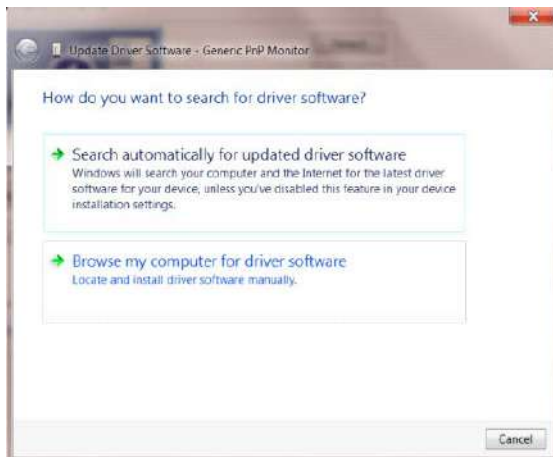 Update Driver Software - Generic PnP Monitor
How do you want to search for driver software?
Search automatically for updated driver software
Windows will search your computer and the Internet for the latest driver
software for your device, unless you've disabled this feature in your device
installation settings.
Browse my computer for driver software
Locate and install driver software manually.
Cancel